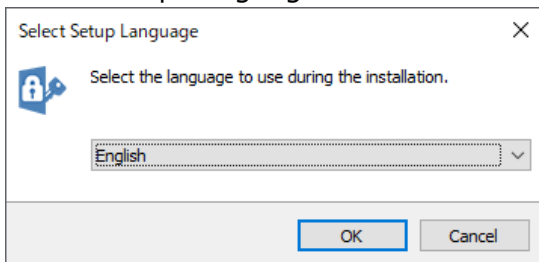 Select Setup Language
Select the language to use during the installation.
English
OK
Cancel